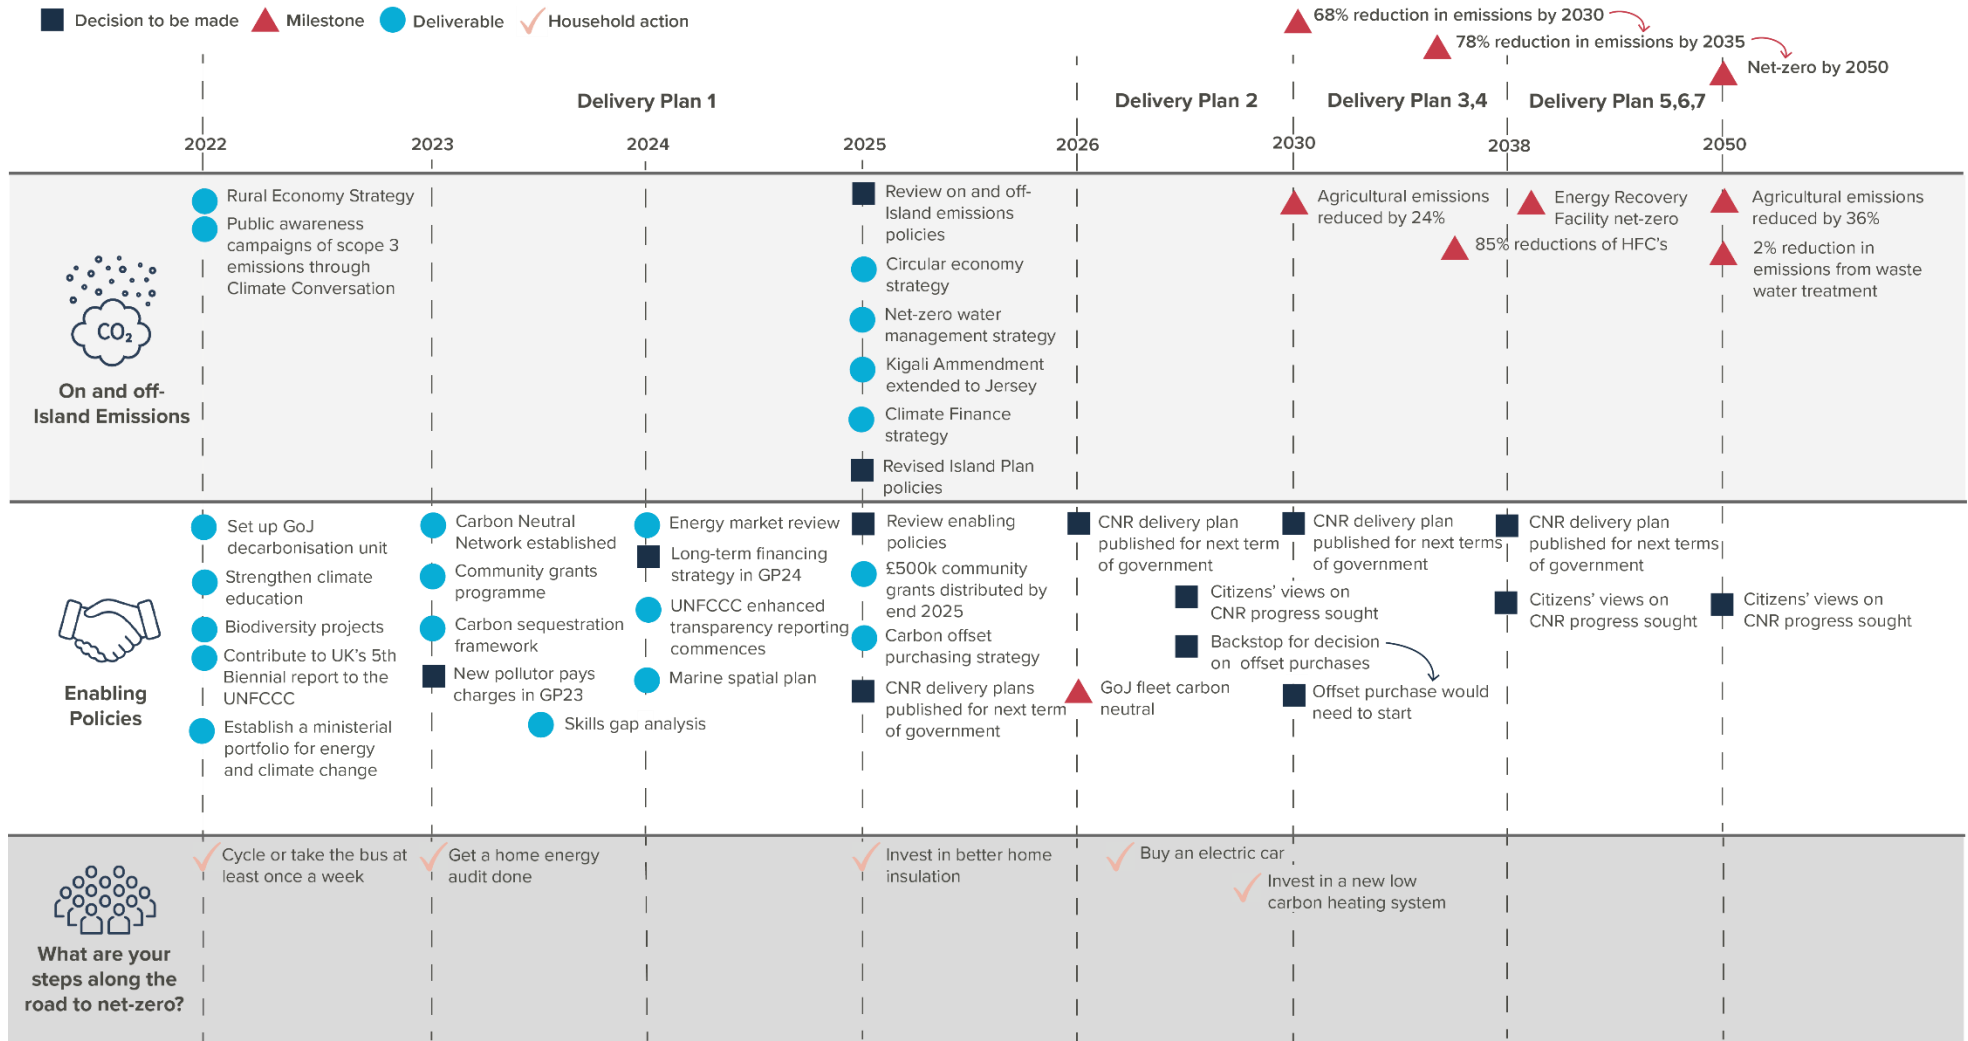 Decision to be made
Milestone
Deliverable
Household action
68% reduction in emissions by 2030
78% reduction in emissions by 2035
Net-zero by 2050
Delivery Plan 1
Delivery Plan 2
Delivery Plan 3,4
Delivery Plan 5,6,7
2022
2023
2024
2025
2026
2030
2038
2050
CO₂
On and off-
Island Emissions
Rural Economy Strategy
Public awareness
campaigns of scope 3
emissions through
Climate Conversation
Review on and off-
Island emissions
policies
Circular economy
strategy
Net-zero water
management strategy
Kigali Ammendment
extended to Jersey
Climate Finance
strategy
Revised Island Plan
policies
Agricultural emissions
reduced by 24%
85% reductions of HFC's
Energy Recovery
Facility net-zero
Agricultural emissions
reduced by 36%
2% reduction in
emissions from waste
water treatment
Enabling
Policies
Set up GoJ
decarbonisation unit
Strengthen climate
education
Biodiversity projects
Contribute to UK's 5th
Biennial report to the
UNFCCC
Establish a ministerial
portfolio for energy
and climate change
Carbon Neutral
Network established
Community grants
programme
Carbon sequestration
framework
New pollutor pays
charges in GP23
Skills gap analysis
Energy market review
Long-term financing
strategy in GP24
UNFCCC enhanced
transparency reporting
commences
Marine spatial plan
Review enabling
policies
£500k community
grants distributed by
end 2025
Carbon offset
purchasing strategy
CNR delivery plans
published for next term
of government
CNR delivery plan
published for next term
of government
Citizens' views on
CNR progress sought
Backstop for decision
on offset purchases
GoJ fleet carbon
neutral
CNR delivery plan
published for next terms
of government
Offset purchase would
need to start
CNR delivery plan
published for next terms
of government
Citizens' views on
CNR progress sought
Citizens' views on
CNR progress sought
What are your
steps along the
road to net-zero?
Cycle or take the bus at
least once a week
Get a home energy
audit done
Invest in better home
insulation
Buy an electric car
Invest in a new low
carbon heating system